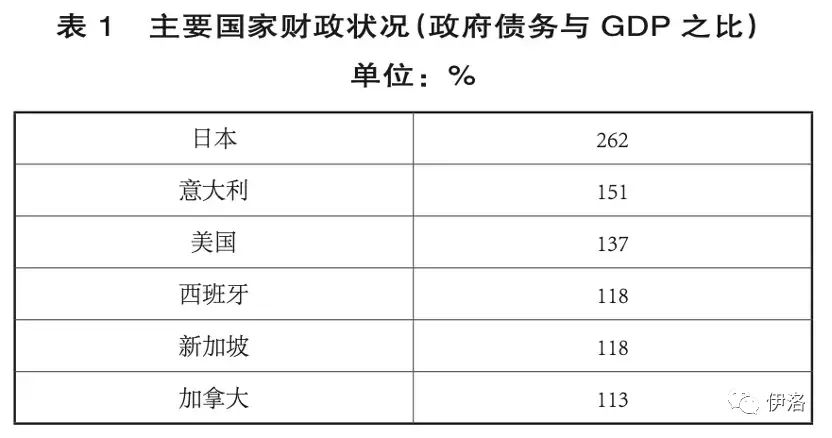 表 1 主要国家财政状况（政府债务与 GDP 之比）
单位：%
日本 262
意大利 151
美国 137
西班牙 118
新加坡 118
加拿大 113
伊洛